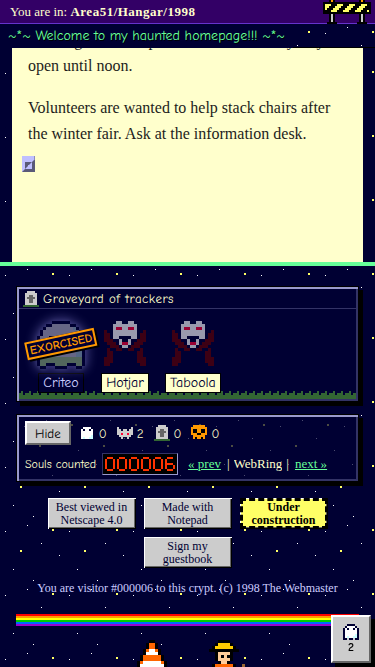 You are in: Area51/Hangar/1998
~*~ Welcome to my haunted homepage!!! ~*~
open until noon.
Volunteers are wanted to help stack chairs after
the winter fair. Ask at the information desk.
Graveyard of trackers
EXORCISED
Criteo
Hotjar
Taboola
Hide
0
2
0
0
Souls counted
000006
« prev | WebRing | next »
Best viewed in
Netscape 4.0
Made with
Notepad
Under
construction
Sign my
guestbook
You are visitor #000006 to this crypt. (c) 1998 The Webmaster
2